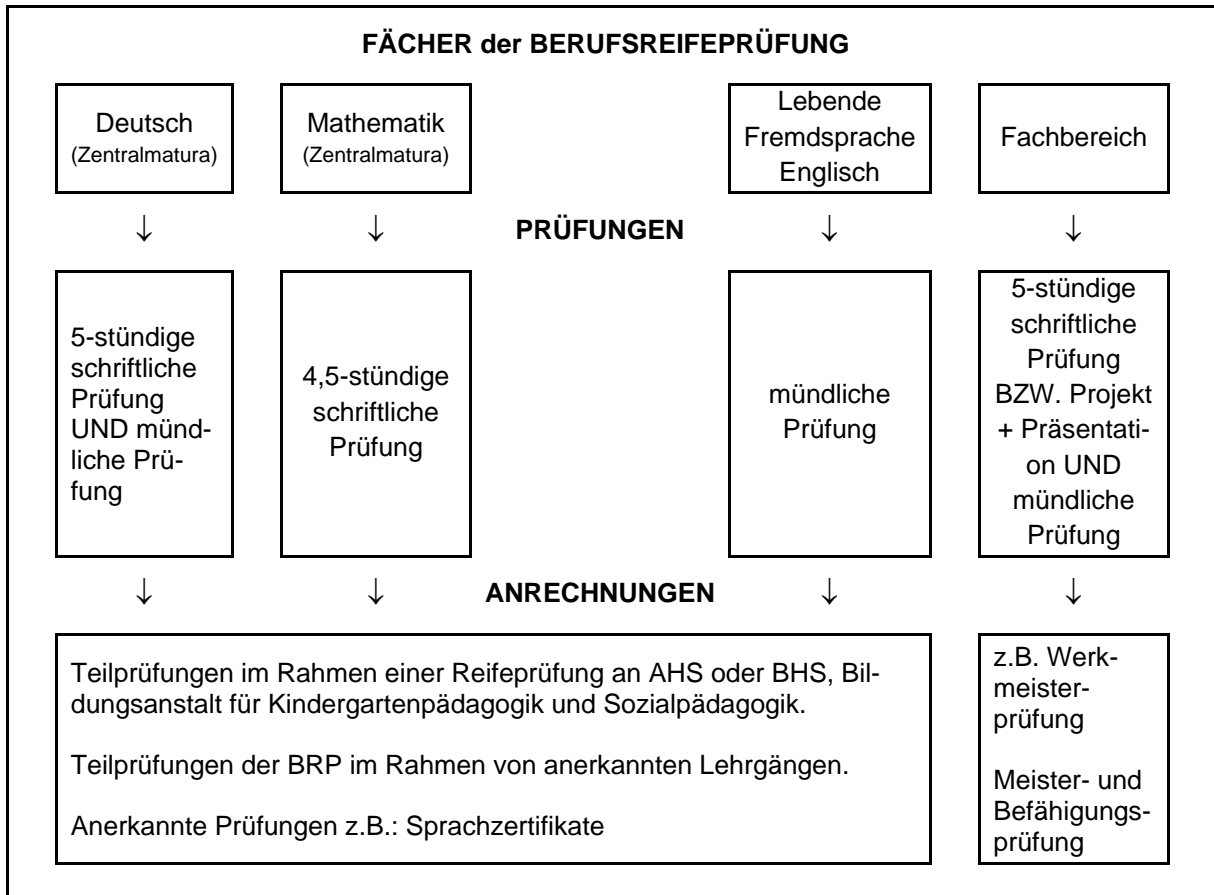 FÄCHER der BERUFSREIFEPRÜFUNG
Deutsch
(Zentralmatura)
Mathematik
(Zentralmatura)
Lebende
Fremdsprache
Englisch
Fachbereich
↓
↓
PRÜFUNGEN
↓
↓
5-stündige
schriftliche
Prüfung
UND münd-
liche Prü-
fung
4,5-stündige
schriftliche
Prüfung
mündliche
Prüfung
5-stündige
schriftliche
Prüfung
BZW. Projekt
+ Präsentati-
on UND
mündliche
Prüfung
↓
↓
ANRECHNUNGEN
↓
↓
Teilprüfungen im Rahmen einer Reifeprüfung an AHS oder BHS, Bil-
dungsanstalt für Kindergartenpädagogik und Sozialpädagogik.
Teilprüfungen der BRP im Rahmen von anerkannten Lehrgängen.
Anerkannte Prüfungen z.B.: Sprachzertifikate
z.B. Werk-
meister-
prüfung
Meister- und
Befähigungs-
prüfung